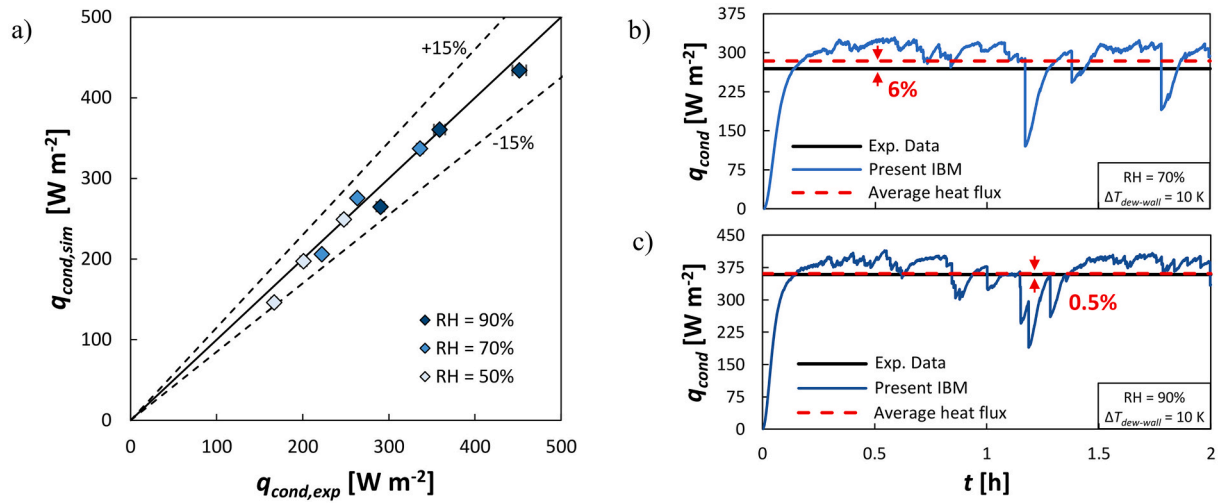 a)
500
400
300
200
100
0
0
100
200
300
400
500
q_cond,sim [W m⁻²]
q_cond,exp [W m⁻²]
+15%
-15%
RH = 90%
RH = 70%
RH = 50%
b)
450
375
300
225
150
75
0
q_cond [W m⁻²]
6%
Exp. Data
Present IBM
Average heat flux
RH = 70%
ΔT_dew-wall = 10 K
c)
450
375
300
225
150
75
0
q_cond [W m⁻²]
0.5%
Exp. Data
Present IBM
Average heat flux
RH = 90%
ΔT_dew-wall = 10 K
0
0.5
1
1.5
2
t [h]